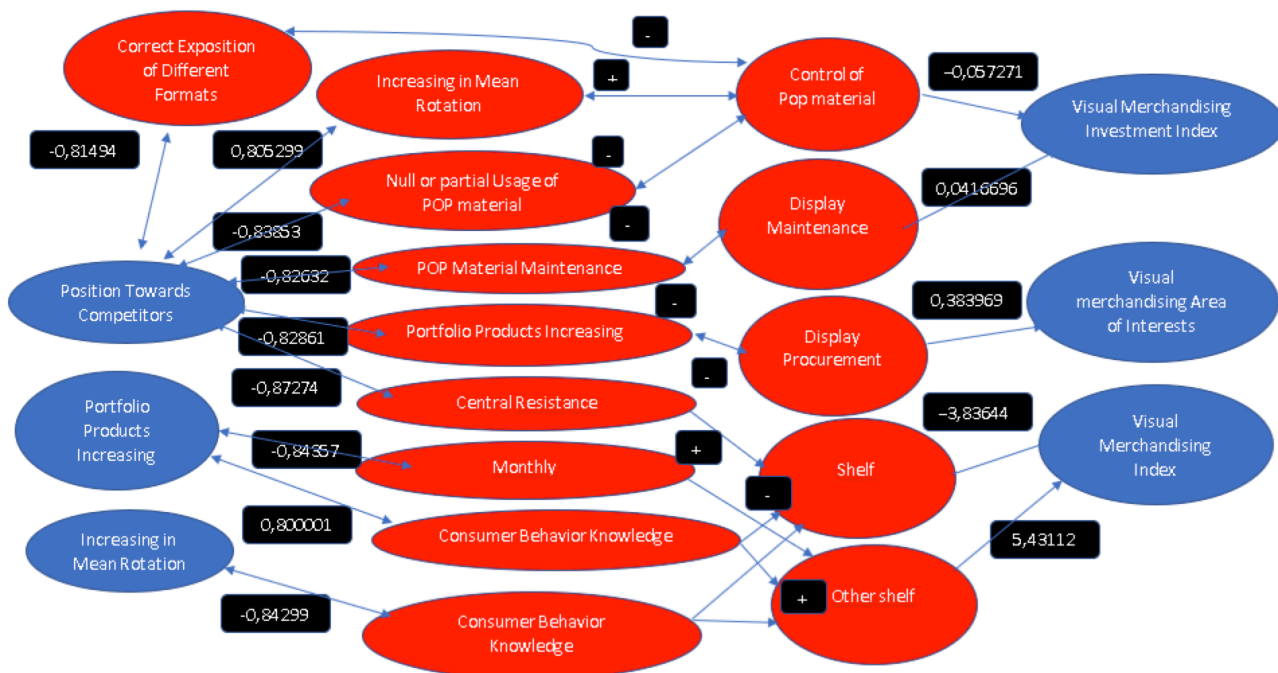 Correct Exposition
of Different
Formats
-
Increasing in Mean
Rotation
+
Control of
Pop material
–0,057271
Visual Merchandising
Investment Index
-0,81494
0,805299
-
Null or partial Usage of
POP material
-
Display
Maintenance
0,0416696
-0,83853
Position Towards
Competitors
-0,82632
POP Material Maintenance
-
Visual
merchandising Area
of Interests
0,383969
Portfolio Products Increasing
Display
Procurement
-0,82861
-
-0,87274
Central Resistance
Portfolio
Products
Increasing
–3,83644
Visual
Merchandising
Index
-0,84357
Monthly
+
Shelf
-
0,800001
Consumer Behavior Knowledge
5,43112
Increasing in
Mean Rotation
+
Other shelf
-0,84299
Consumer Behavior
Knowledge